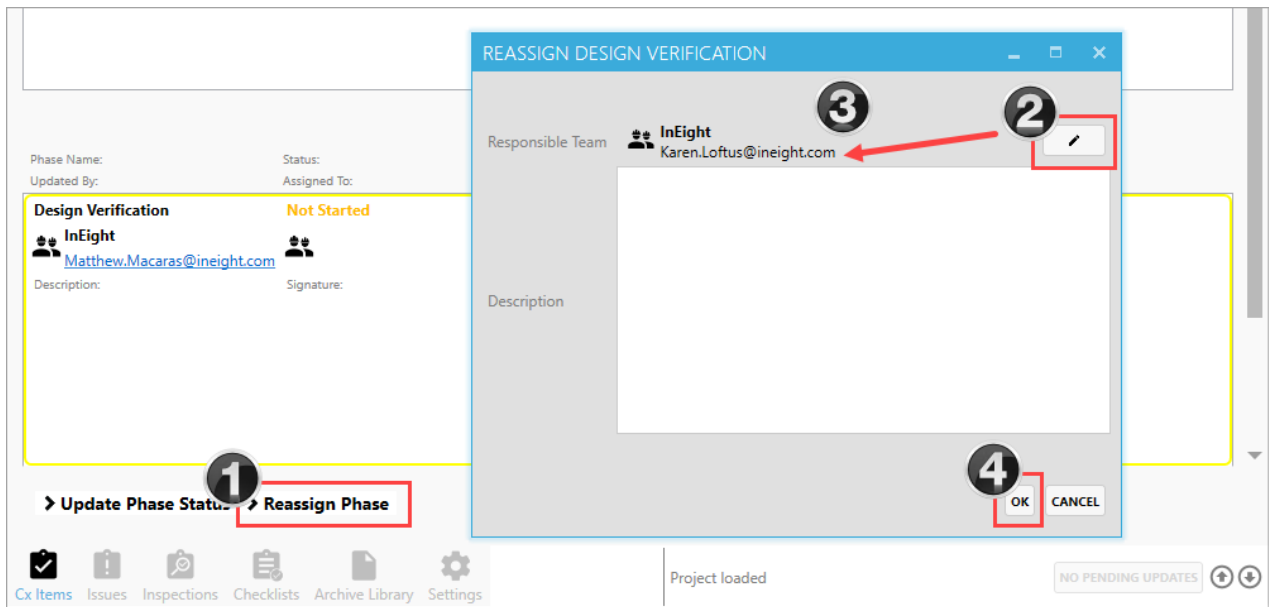 REASSIGN DESIGN VERIFICATION
3
2
Responsible Team
InEight
Karen.Loftus@ineight.com
Phase Name:
Status:
Updated By:
Assigned To:
Design Verification
Not Started
InEight
Matthew.Macaras@ineight.com
Description:
Signature:
Description
1
4
Update Phase Status
Reassign Phase
OK
CANCEL
Cx Items
Issues
Inspections
Checklists
Archive Library
Settings
Project loaded
NO PENDING UPDATES